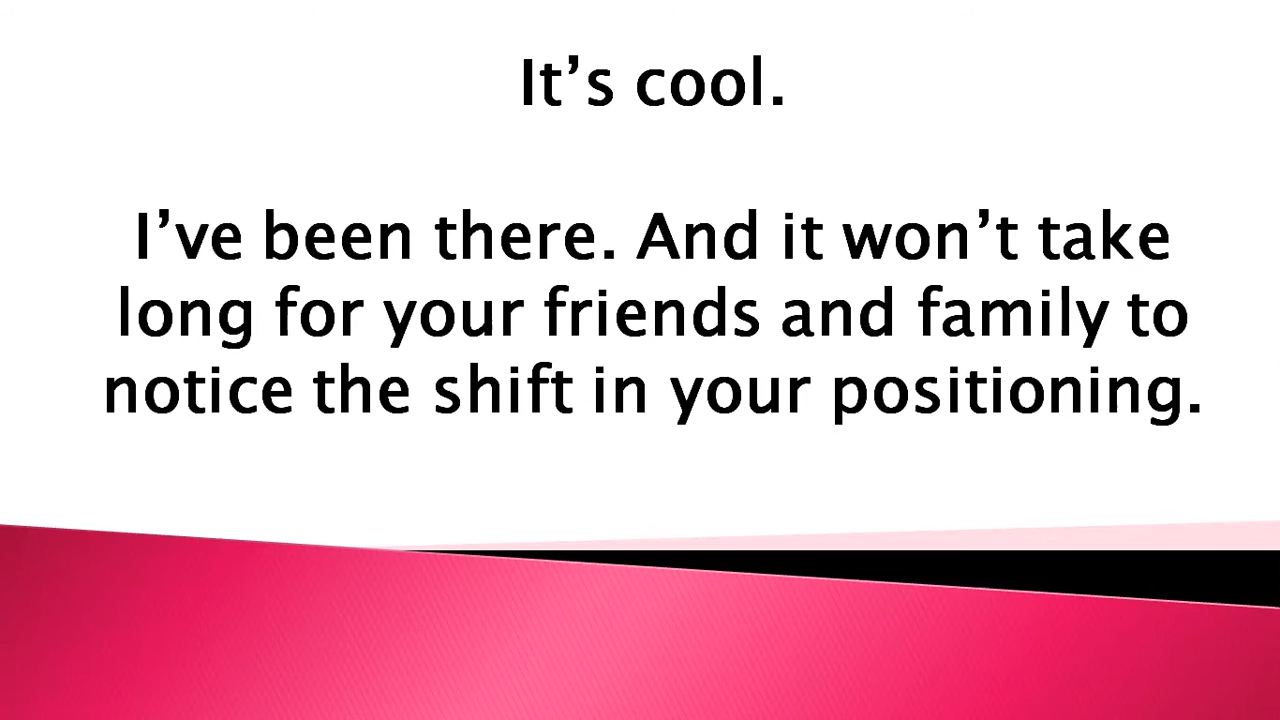 It’s cool.
I’ve been there. And it won’t take
long for your friends and family to
notice the shift in your positioning.